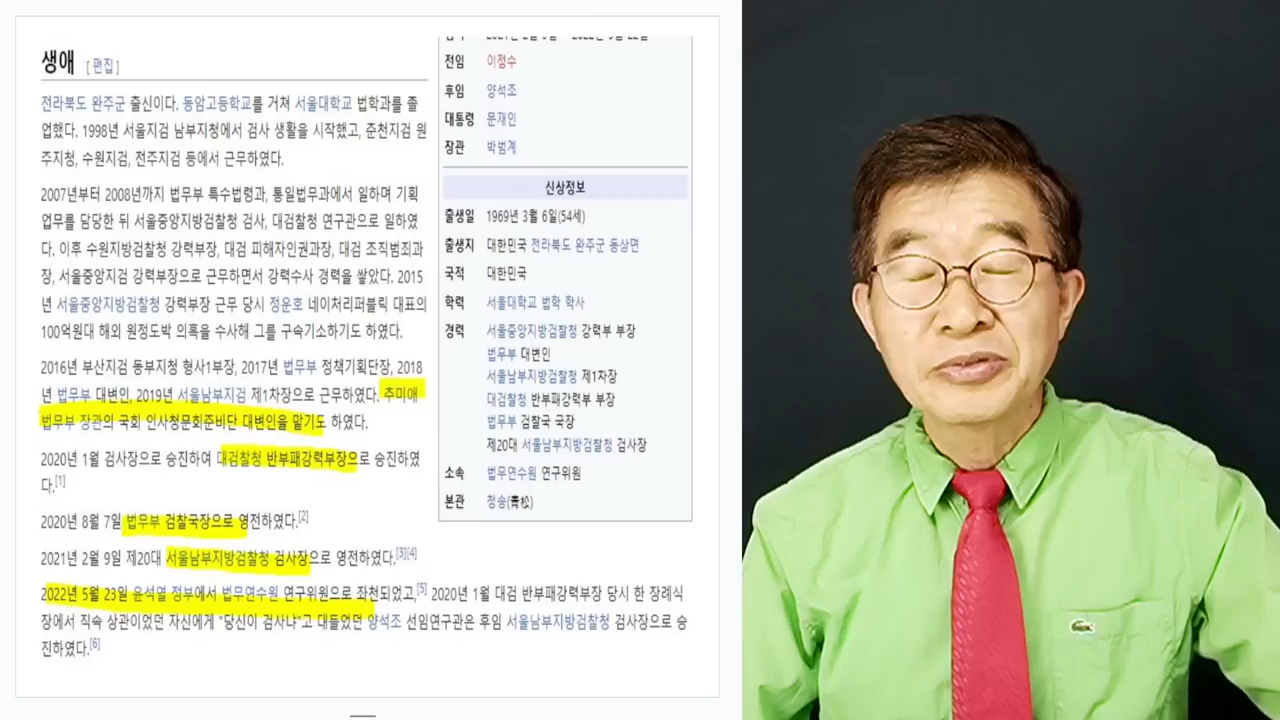 생애 [편집]
전라북도 완주군 출신이다. 동암고등학교를 거쳐 서울대학교 법학과를 졸
업했다. 1998년 서울지검 남부지청에서 검사 생활을 시작했고, 춘천지검 원
주지청, 수원지검, 전주지검 등에서 근무하였다.
2007년부터 2008년까지 법무부 특수법령과, 통일법무과에서 일하며 기획
업무를 담당한 뒤 서울중앙지방검찰청 검사, 대검찰청 연구관으로 일하였
다. 이후 수원지방검찰청 강력부장, 대검 피해자인권과장, 대검 조직범죄과
장, 서울중앙지검 강력부장으로 근무하면서 강력수사 경력을 쌓았다. 2015
년 서울중앙지방검찰청 강력부장 근무 당시 정운호 네이처리퍼블릭 대표의
100억원대 해외 원정도박 의혹을 수사해 그를 구속기소하기도 하였다.
2016년 부산지검 동부지청 형사1부장, 2017년 법무부 정책기획단장, 2018
년 법무부 대변인, 2019년 서울남부지검 제1차장으로 근무하였다. 추미애
법무부 장관의 국회 인사청문회준비단 대변인을 맡기도 하였다.
2020년 1월 검사장으로 승진하여 대검찰청 반부패강력부장으로 승진하였
다.[1]
2020년 8월 7일 법무부 검찰국장으로 영전하였다.[2]
2021년 2월 9일 제20대 서울남부지방검찰청 검사장으로 영전하였다.[3][4]
2022년 5월 23일 윤석열 정부에서 법무연수원 연구위원으로 좌천되었고,[5] 2020년 1월 대검 반부패강력부장 당시 한 장례식
장에서 직속 상관이었던 자신에게 "당신이 검사냐"고 대들었던 양석조 선임연구관은 후임 서울남부지방검찰청 검사장으로 승
진하였다.[6]
전임 이정수
후임 양석조
대통령 문재인
장관 박범계
신상정보
출생일 1969년 3월 6일(54세)
출생지 대한민국 전라북도 완주군 동상면
국적 대한민국
학력 서울대학교 법학 학사
경력 서울중앙지방검찰청 강력부 부장
법무부 대변인
서울남부지방검찰청 제1차장
대검찰청 반부패강력부 부장
법무부 검찰국 국장
제20대 서울남부지방검찰청 검사장
소속 법무연수원 연구위원
본관 청송(靑松)